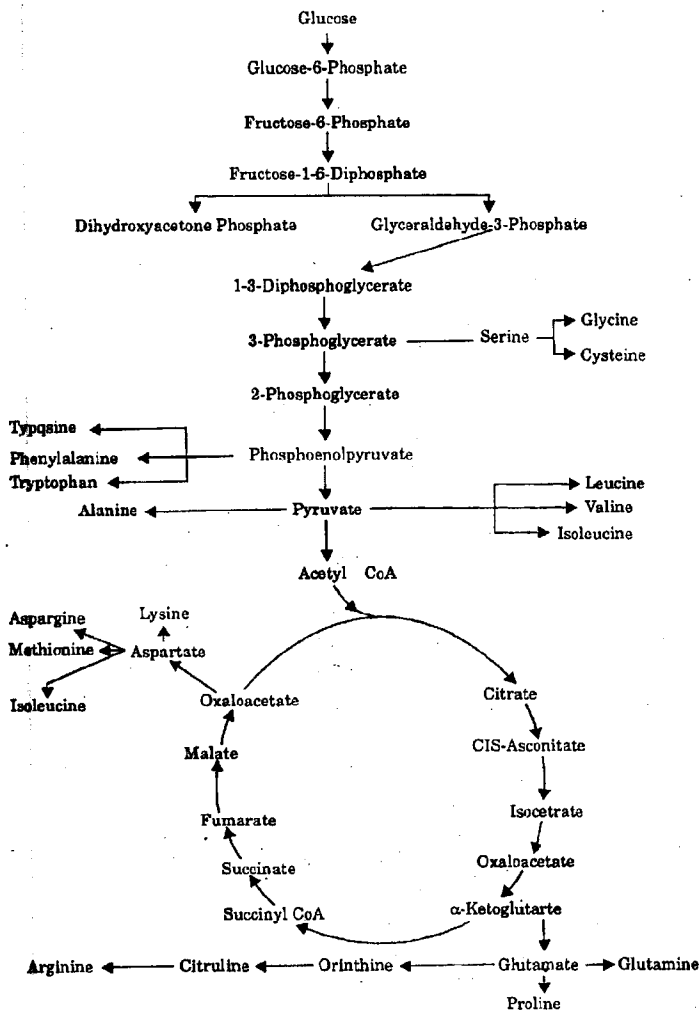 Glucose
Glucose-6-Phosphate
Fructose-6-Phosphate
Fructose-1-6-Diphosphate
Dihydroxyacetone Phosphate
Glyceraldehyde-3-Phosphate
1-3-Diphosphoglycerate
3-Phosphoglycerate
Serine
Glycine
Cysteine
2-Phosphoglycerate
Typqsine
Phenylalanine
Tryptophan
Phosphoenolpyruvate
Alanine
Pyruvate
Leucine
Valine
Isoleucine
Acetyl CoA
Lysine
Aspargine
Methionine
Aspartate
Isoleucine
Oxaloacetate
Citrate
Malate
CIS-Asconitate
Fumarate
Isocetrate
Succinate
Oxaloacetate
Succinyl CoA
α-Ketoglutarte
Arginine
Citruline
Orinthine
Glutamate
Glutamine
Proline